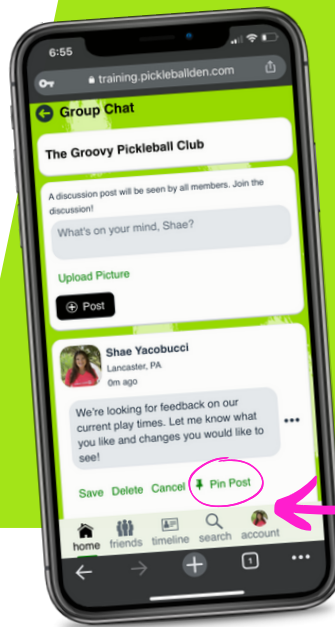 6:55
training.pickleballden.com
Group Chat
The Groovy Pickleball Club
A discussion post will be seen by all members. Join the
discussion!
What's on your mind, Shae?
Upload Picture
Post
Shae Yacobucci
Lancaster, PA
0m ago
We're looking for feedback on our
current play times. Let me know what
you like and changes you would like to
see!
Save Delete Cancel Pin Post
home friends timeline search account
1